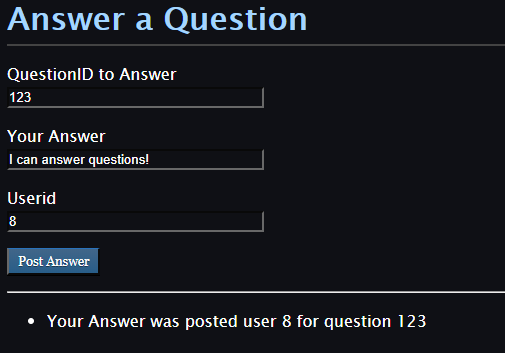 Answer a Question
QuestionID to Answer
123
Your Answer
I can answer questions!
Userid
8
Post Answer
Your Answer was posted user 8 for question 123